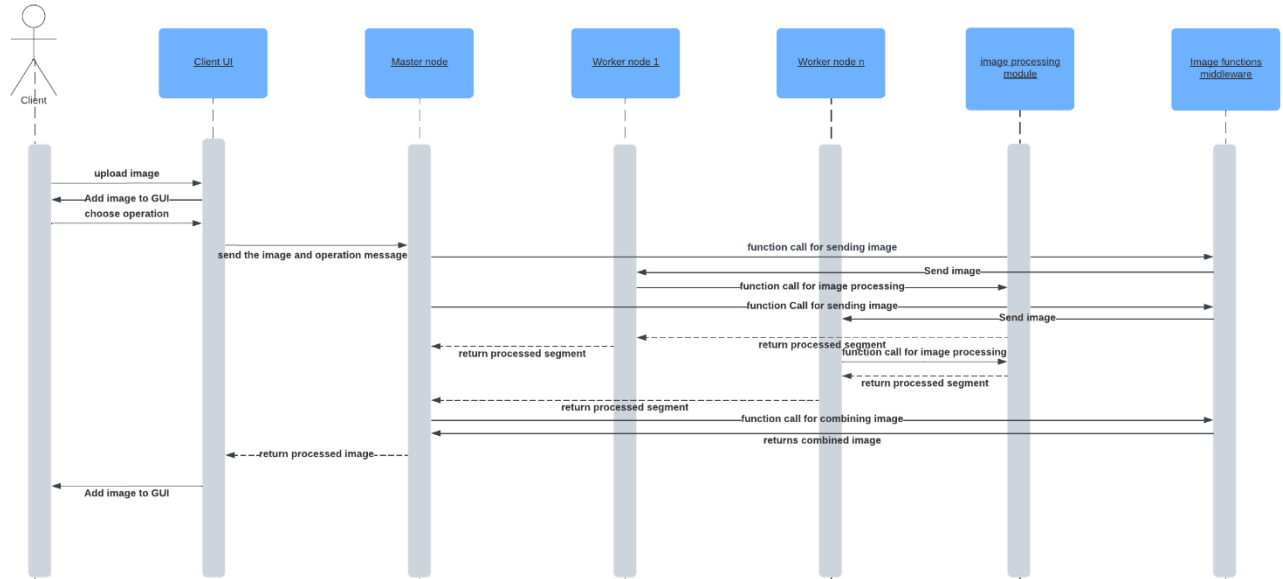 Client UI
Master node
Worker node 1
Worker node n
image processing
module
Image functions
middleware
Client
upload image
Add image to GUI
choose operation
send the image and operation message
function call for sending image
Send image
function call for image processing
function Call for sending image
Send image
return processed segment
return processed segment
function call for image processing
return processed segment
return processed segment
function call for combining image
returns combined image
return processed image
Add image to GUI